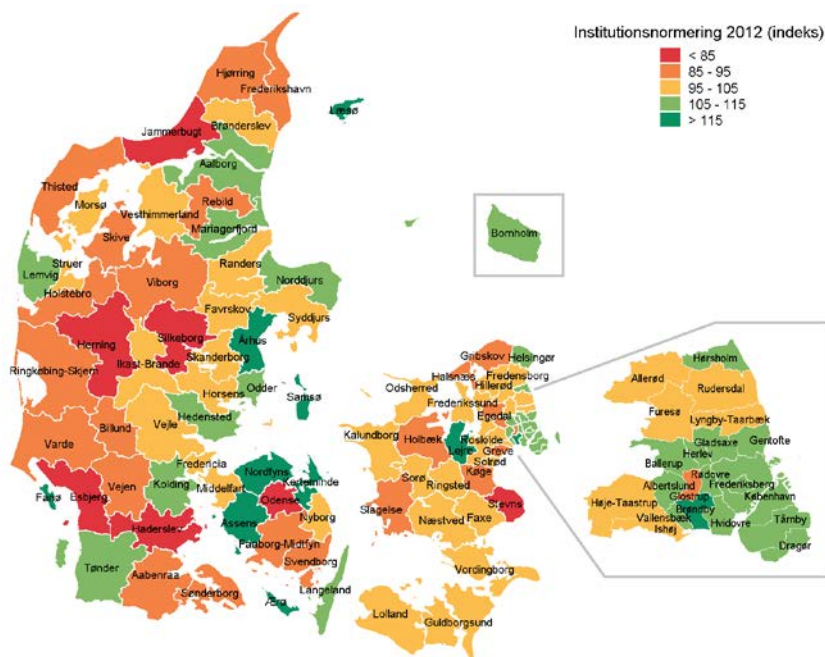 Institutionsnormering 2012 (indeks)
< 85
85 - 95
95 - 105
105 - 115
> 115
Hjørring
Frederikshavn
Læsø
Jammerbugt
Brønderslev
Aalborg
Thisted
Morsø
Vesthimmerland
Rebild
Mariagerfjord
Skive
Struer
Lemvig
Holstebro
Viborg
Randers
Norddjurs
Favrskov
Syddjurs
Herning
Silkeborg
Århus
Ikast-Brande
Skanderborg
Ringkøbing-Skjern
Horsens
Odder
Samsø
Hedensted
Vejle
Billund
Varde
Fredericia
Kolding
Middelfart
Vejen
Fanø
Esbjerg
Haderslev
Tønder
Aabenraa
Sønderborg
Nordfyns
Kerteminde
Odense
Assens
Nyborg
Faaborg-Midtfyn
Svendborg
Langeland
Ærø
Bornholm
Gribskov
Helsingør
Halsnæs
Fredensborg
Hillerød
Odsherred
Frederikssund
Egedal
Kalundborg
Holbæk
Roskilde
Lejre
Greve
Solrød
Køge
Sorø
Ringsted
Slagelse
Stevns
Næstved
Faxe
Vordingborg
Lolland
Guldborgsund
Hørsholm
Allerød
Rudersdal
Furesø
Lyngby-Taarbæk
Gladsaxe
Gentofte
Herlev
Ballerup
Rødovre
Albertslund
Frederiksberg
Glostrup
København
Høje-Taastrup
Brøndby
Vallensbæk
Hvidovre
Ishøj
Tårnby
Dragør